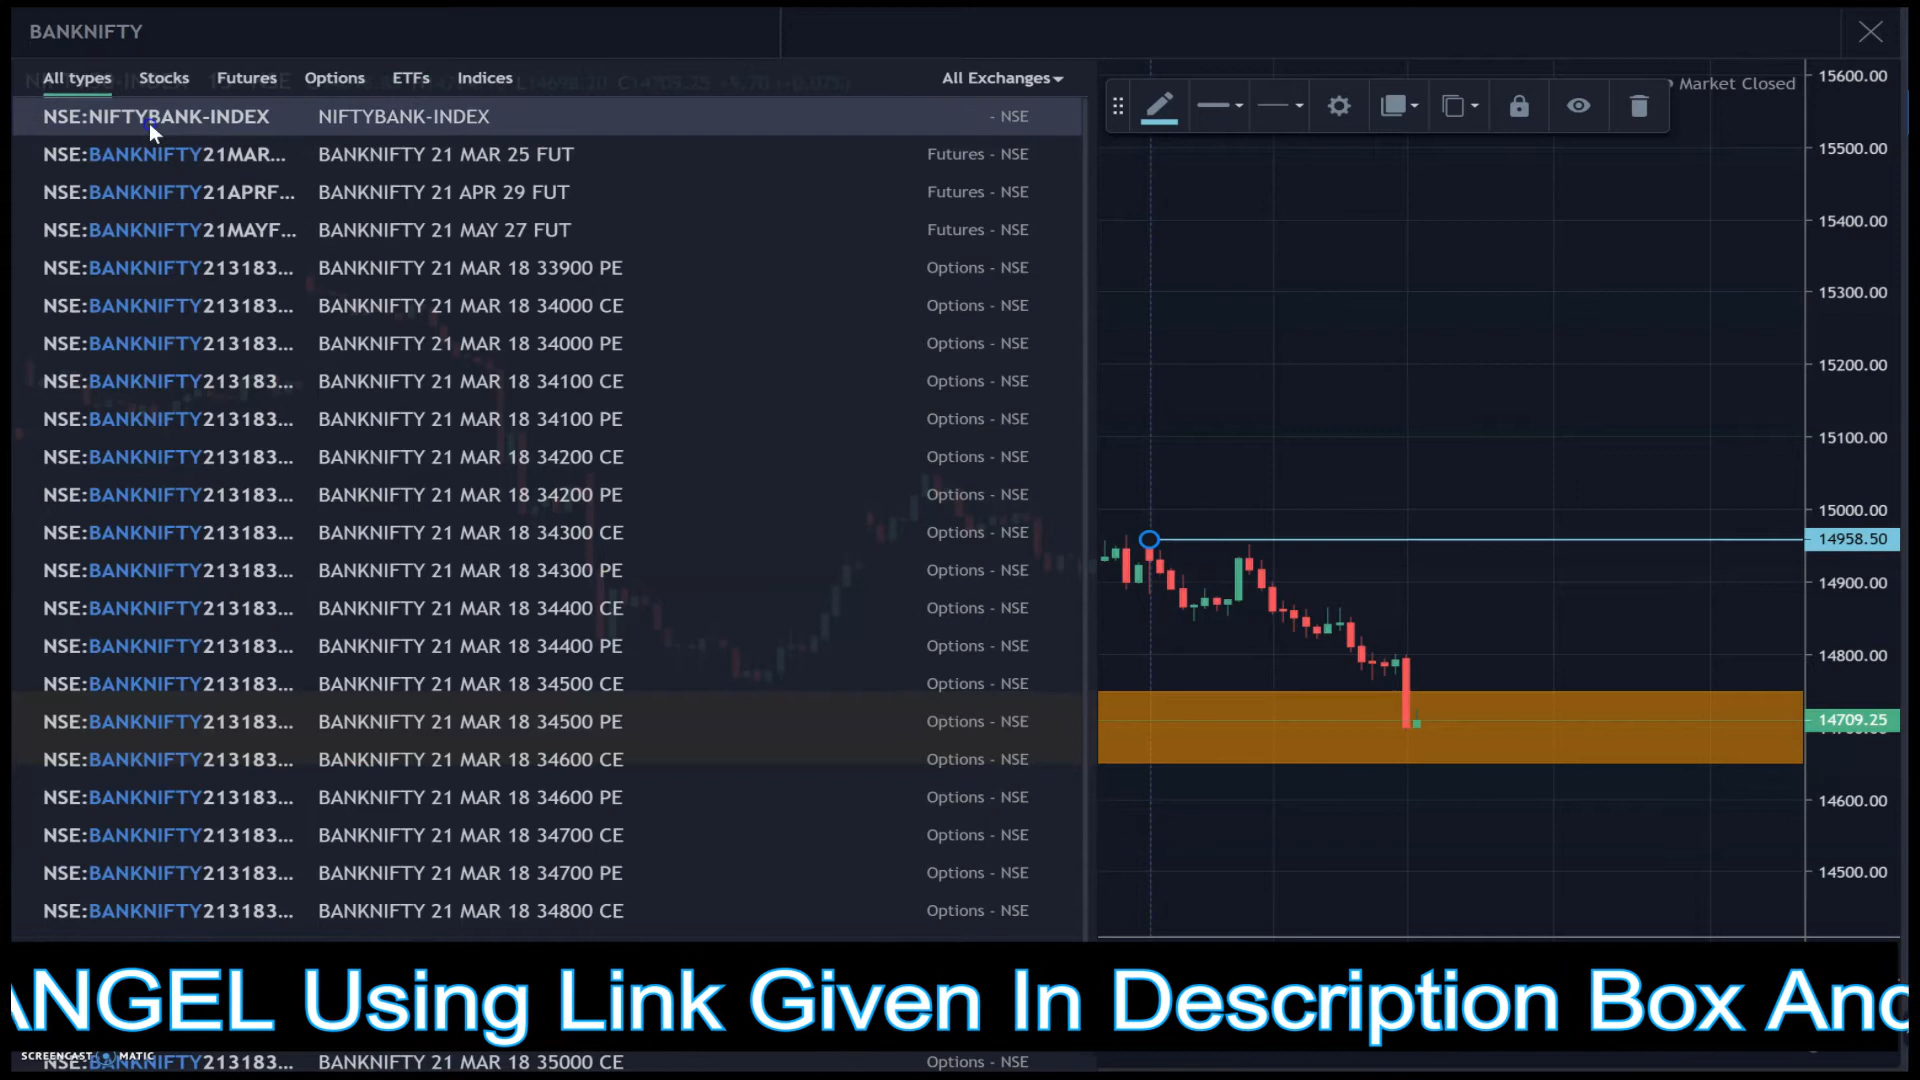 BANKNIFTY
All types Stocks Futures Options ETFs Indices All Exchanges
Market Closed
NSE:NIFTYBANK-INDEX NIFTYBANK-INDEX - NSE
NSE:BANKNIFTY21MAR... BANKNIFTY 21 MAR 25 FUT Futures - NSE
NSE:BANKNIFTY21APRF... BANKNIFTY 21 APR 29 FUT Futures - NSE
NSE:BANKNIFTY21MAYF... BANKNIFTY 21 MAY 27 FUT Futures - NSE
NSE:BANKNIFTY213183... BANKNIFTY 21 MAR 18 33900 PE Options - NSE
NSE:BANKNIFTY213183... BANKNIFTY 21 MAR 18 34000 CE Options - NSE
NSE:BANKNIFTY213183... BANKNIFTY 21 MAR 18 34000 PE Options - NSE
NSE:BANKNIFTY213183... BANKNIFTY 21 MAR 18 34100 CE Options - NSE
NSE:BANKNIFTY213183... BANKNIFTY 21 MAR 18 34100 PE Options - NSE
NSE:BANKNIFTY213183... BANKNIFTY 21 MAR 18 34200 CE Options - NSE
NSE:BANKNIFTY213183... BANKNIFTY 21 MAR 18 34200 PE Options - NSE
NSE:BANKNIFTY213183... BANKNIFTY 21 MAR 18 34300 CE Options - NSE
NSE:BANKNIFTY213183... BANKNIFTY 21 MAR 18 34300 PE Options - NSE
NSE:BANKNIFTY213183... BANKNIFTY 21 MAR 18 34400 CE Options - NSE
NSE:BANKNIFTY213183... BANKNIFTY 21 MAR 18 34400 PE Options - NSE
NSE:BANKNIFTY213183... BANKNIFTY 21 MAR 18 34500 CE Options - NSE
NSE:BANKNIFTY213183... BANKNIFTY 21 MAR 18 34500 PE Options - NSE
NSE:BANKNIFTY213183... BANKNIFTY 21 MAR 18 34600 CE Options - NSE
NSE:BANKNIFTY213183... BANKNIFTY 21 MAR 18 34600 PE Options - NSE
NSE:BANKNIFTY213183... BANKNIFTY 21 MAR 18 34700 CE Options - NSE
NSE:BANKNIFTY213183... BANKNIFTY 21 MAR 18 34700 PE Options - NSE
NSE:BANKNIFTY213183... BANKNIFTY 21 MAR 18 34800 CE Options - NSE
15600.00
15500.00
15400.00
15300.00
15200.00
15100.00
15000.00
14958.50
14900.00
14800.00
14709.25
14600.00
14500.00
ANGEL Using Link Given In Description Box And
SCREENCAST MATIC
NSE:BANKNIFTY213183... BANKNIFTY 21 MAR 18 35000 CE Options - NSE